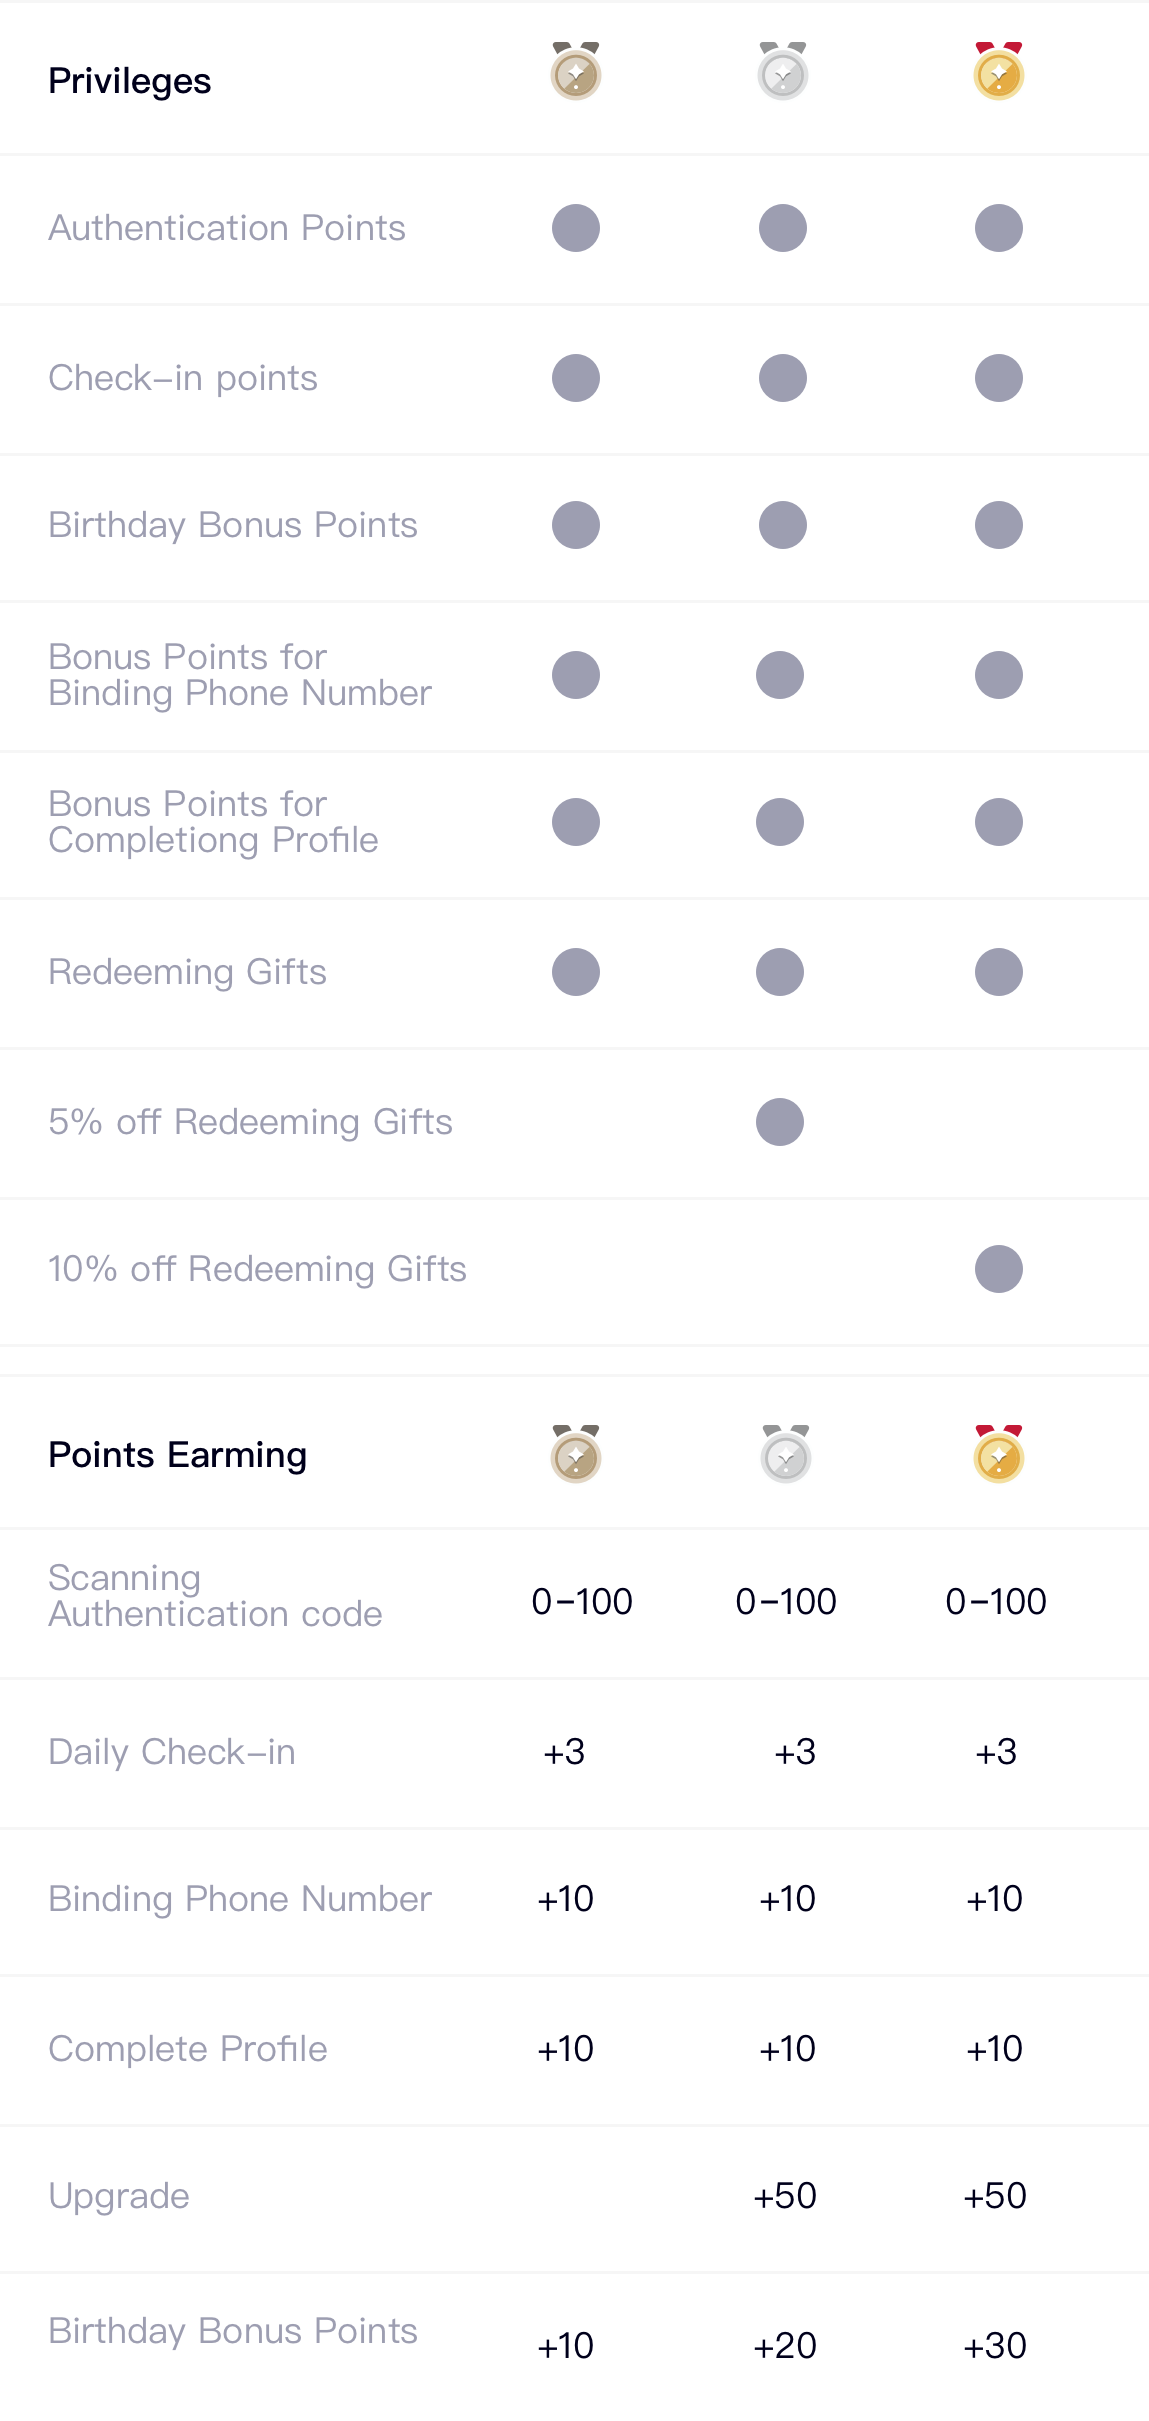 Privileges
Authentication Points
Check–in points
Birthday Bonus Points
Bonus Points for
Binding Phone Number
Bonus Points for
Completiong Profile
Redeeming Gifts
5% off Redeeming Gifts
10% off Redeeming Gifts
Points Earming
Scanning
Authentication code
0–100 0–100 0–100
Daily Check–in +3 +3 +3
Binding Phone Number +10 +10 +10
Complete Profile +10 +10 +10
Upgrade +50 +50
Birthday Bonus Points +10 +20 +30